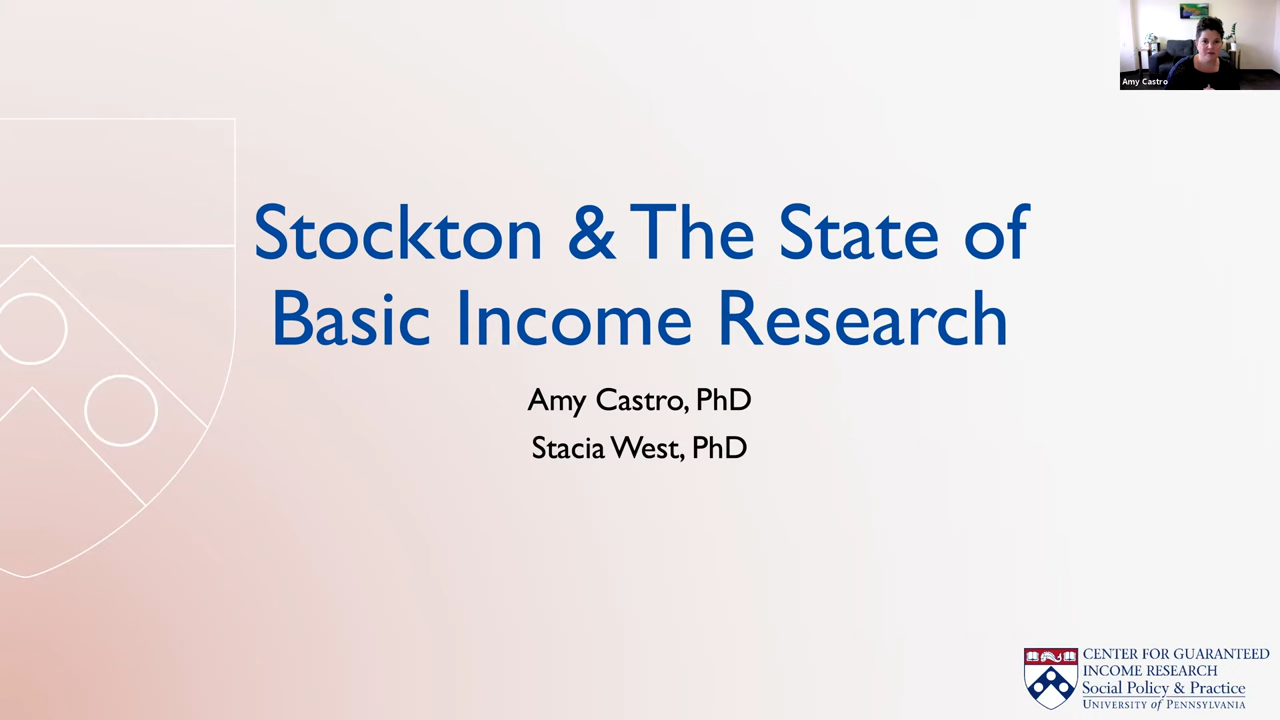 Amy Castro
Stockton & The State of
Basic Income Research
Amy Castro, PhD
Stacia West, PhD
CENTER FOR GUARANTEED
INCOME RESEARCH
Social Policy & Practice
UNIVERSITY of PENNSYLVANIA